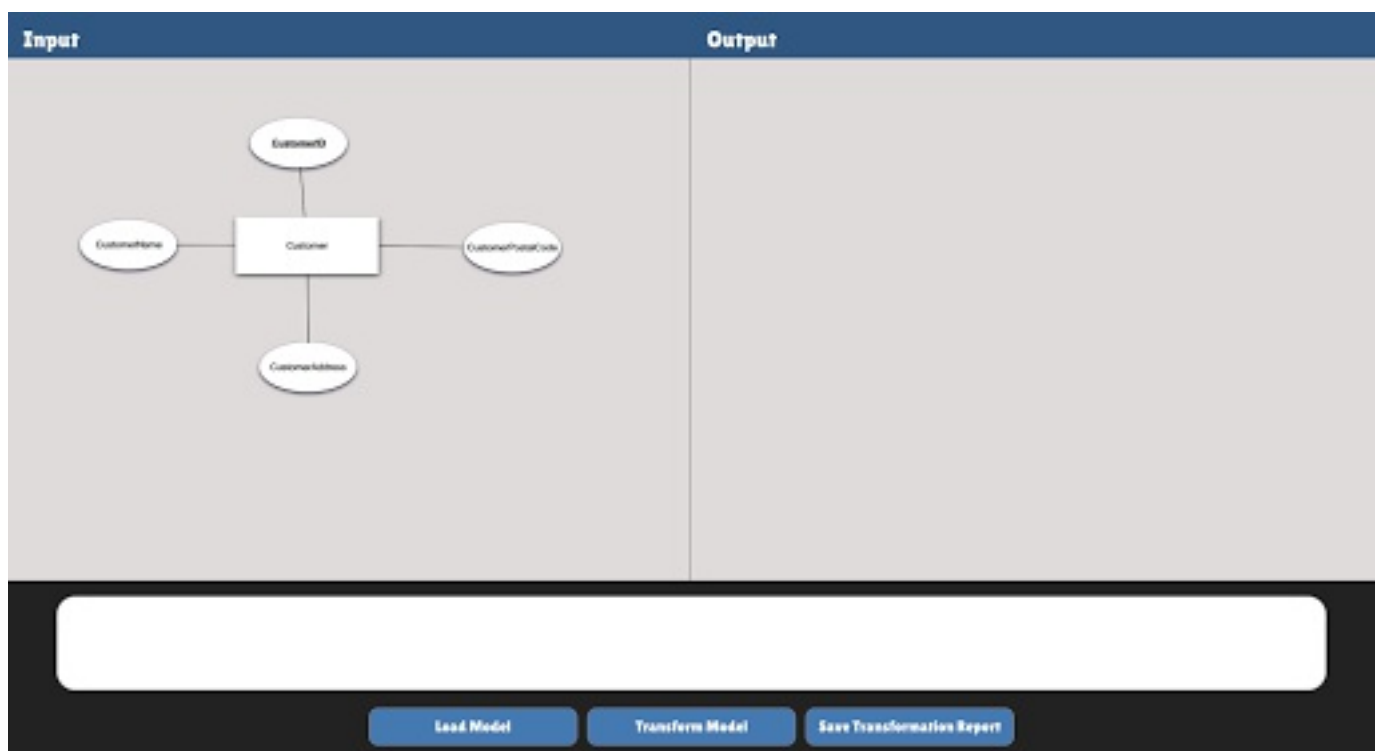 Input
Output
CustomerID
CustomerName
Customer
CustomerPostalCode
CustomerAddress
Load Model
Transform Model
Save Transformation Report